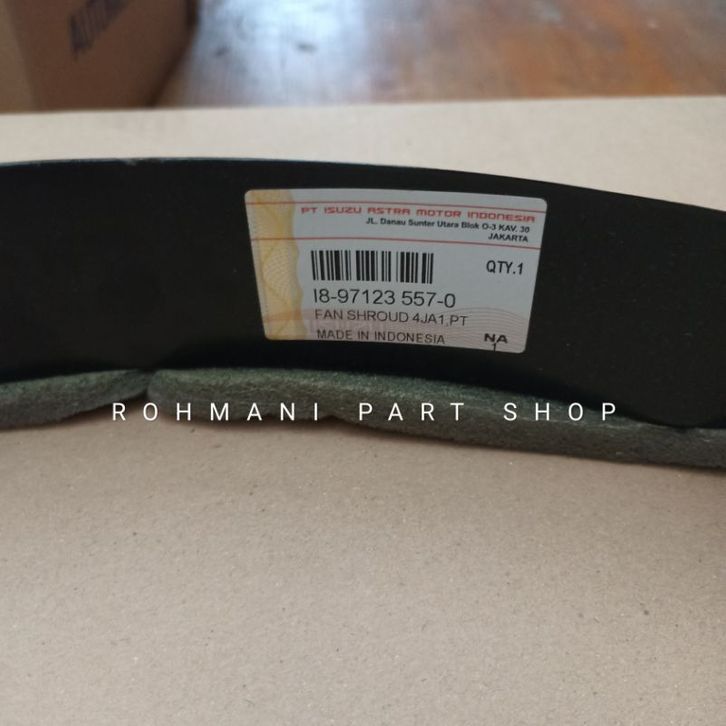 PT ISUZU ASTRA MOTOR INDONESIA
JL. Danau Sunter Utara Blok O-3 KAV. 30
JAKARTA
QTY.1
I8-97123 557-0
FAN SHROUD 4JA1,PT
MADE IN INDONESIA
NA
1
ROHMANI PART SHOP